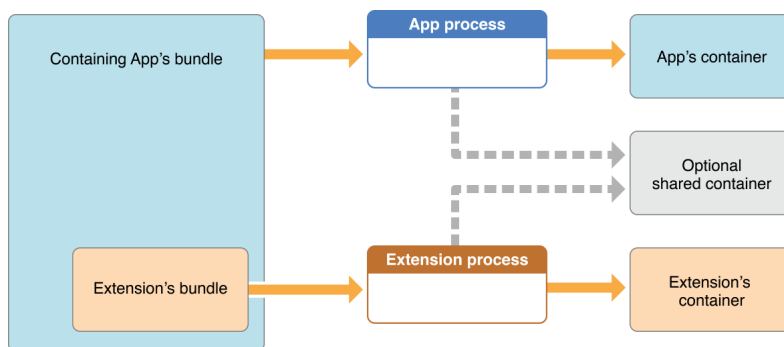 Containing App's bundle
App process
App's container
Optional
shared container
Extension's bundle
Extension process
Extension's
container